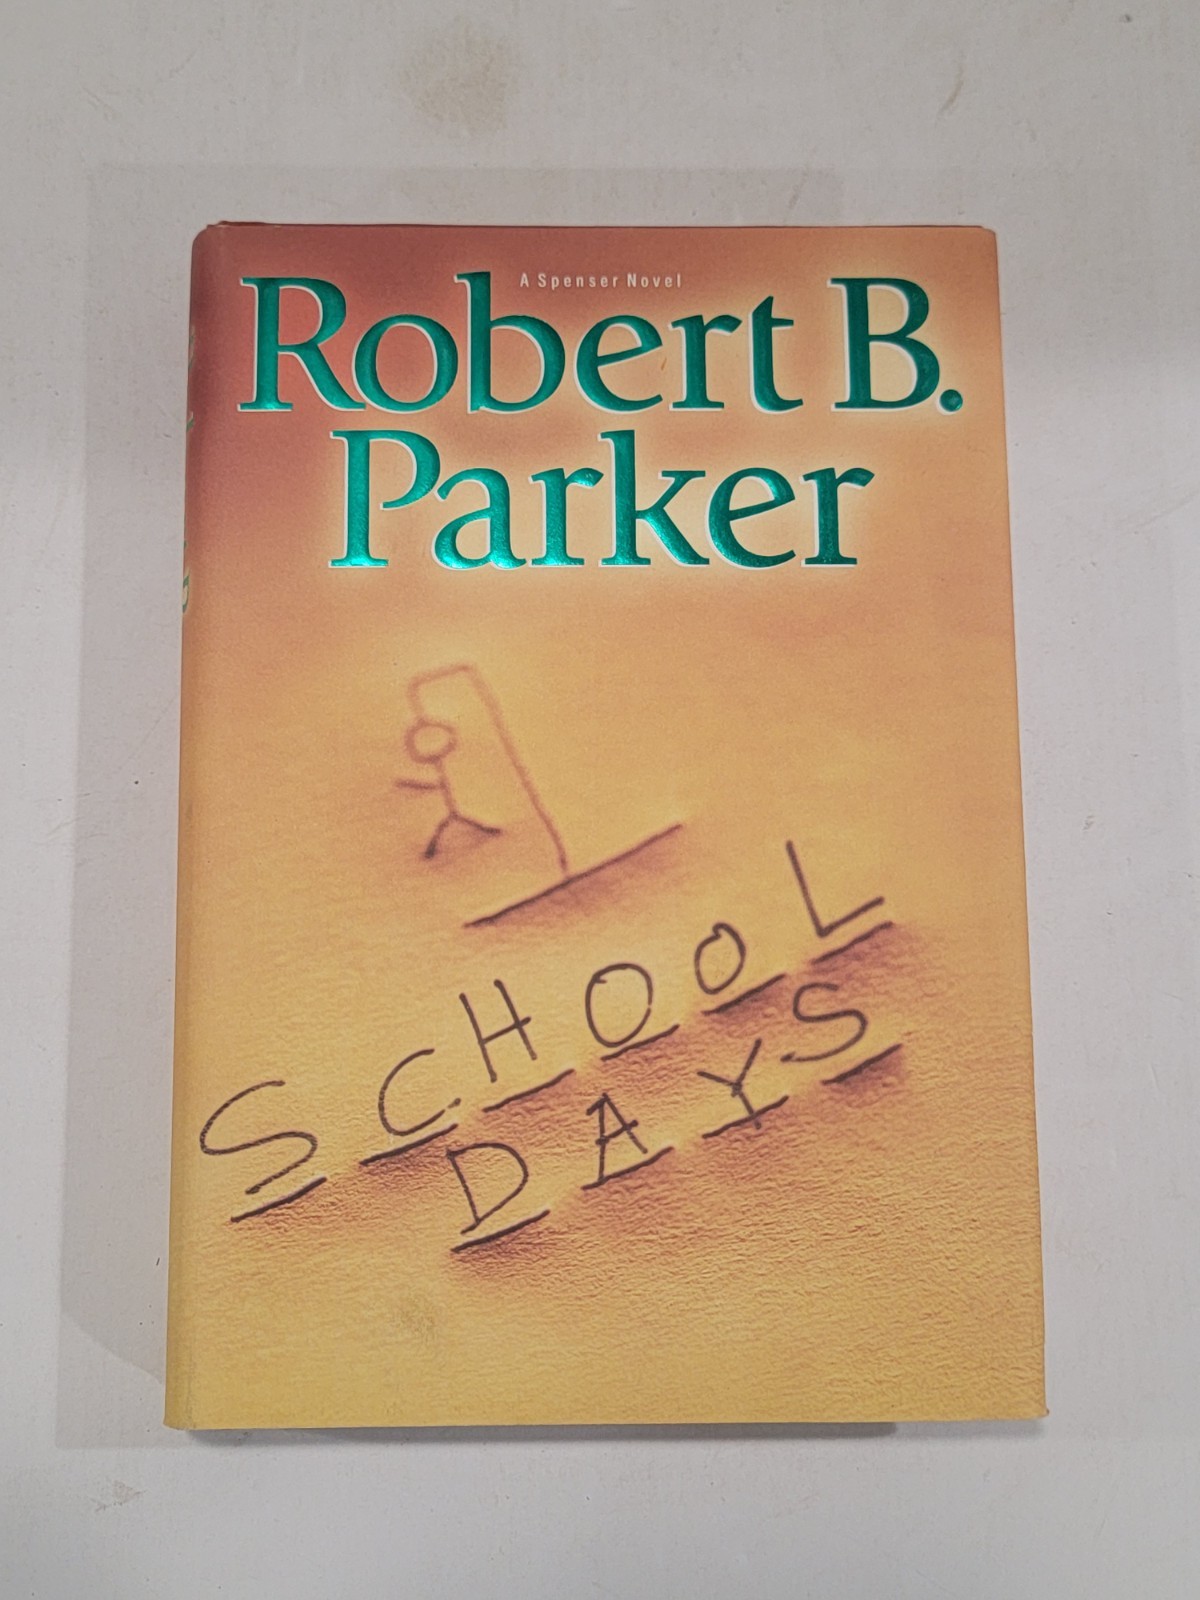 A Spenser Novel
Robert B.
Parker
SCHOOL
DAYS